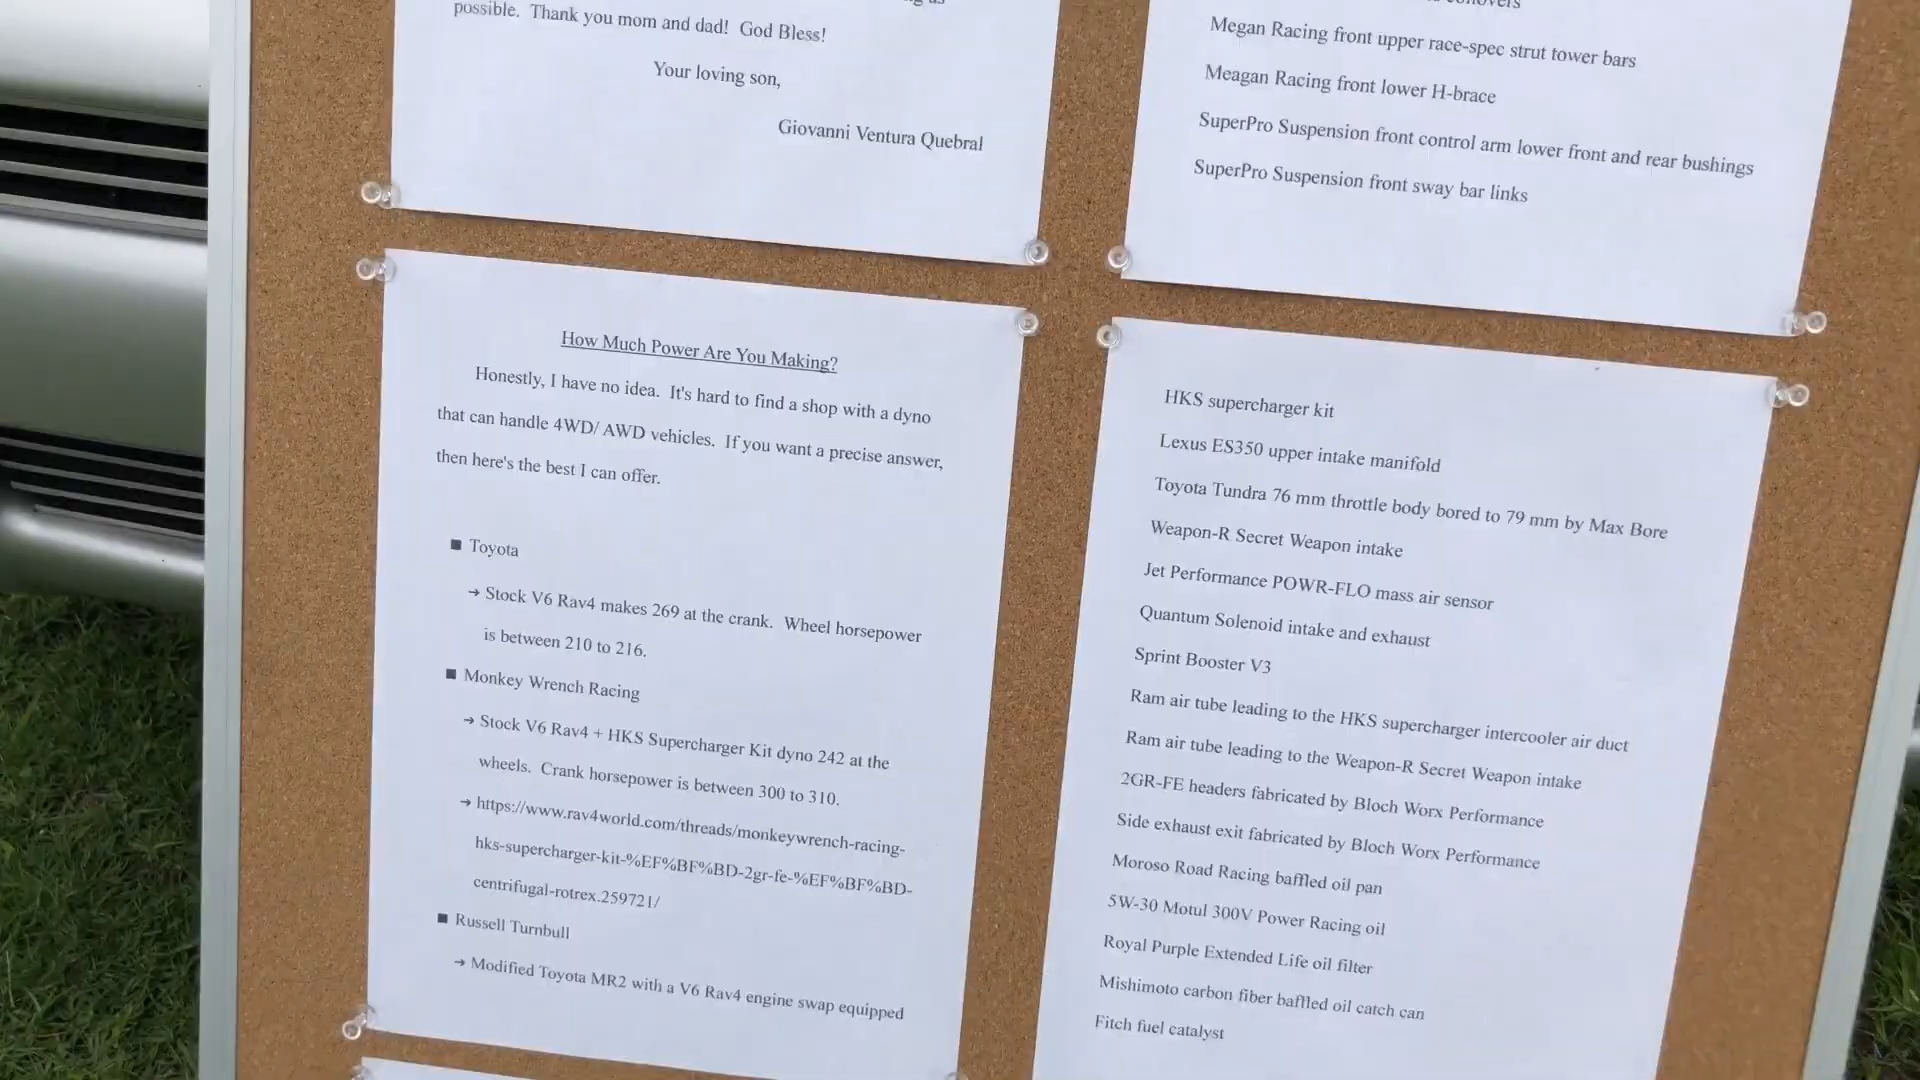 possible. Thank you mom and dad! God Bless!
Your loving son,
Giovanni Ventura Quebral
Megan Racing front upper race-spec strut tower bars
Meagan Racing front lower H-brace
SuperPro Suspension front control arm lower front and rear bushings
SuperPro Suspension front sway bar links
How Much Power Are You Making?
Honestly, I have no idea. It's hard to find a shop with a dyno
that can handle 4WD/ AWD vehicles. If you want a precise answer,
then here's the best I can offer.
■ Toyota
→ Stock V6 Rav4 makes 269 at the crank. Wheel horsepower
is between 210 to 216.
■ Monkey Wrench Racing
→ Stock V6 Rav4 + HKS Supercharger Kit dyno 242 at the
wheels. Crank horsepower is between 300 to 310.
→ https://www.rav4world.com/threads/monkeywrench-racing-
hks-supercharger-kit-%EF%BF%BD-2gr-fe-%EF%BF%BD-
centrifugal-rotrex.259721/
■ Russell Turnbull
→ Modified Toyota MR2 with a V6 Rav4 engine swap equipped
HKS supercharger kit
Lexus ES350 upper intake manifold
Toyota Tundra 76 mm throttle body bored to 79 mm by Max Bore
Weapon-R Secret Weapon intake
Jet Performance POWR-FLO mass air sensor
Quantum Solenoid intake and exhaust
Sprint Booster V3
Ram air tube leading to the HKS supercharger intercooler air duct
Ram air tube leading to the Weapon-R Secret Weapon intake
2GR-FE headers fabricated by Bloch Worx Performance
Side exhaust exit fabricated by Bloch Worx Performance
Moroso Road Racing baffled oil pan
5W-30 Motul 300V Power Racing oil
Royal Purple Extended Life oil filter
Mishimoto carbon fiber baffled oil catch can
Fitch fuel catalyst